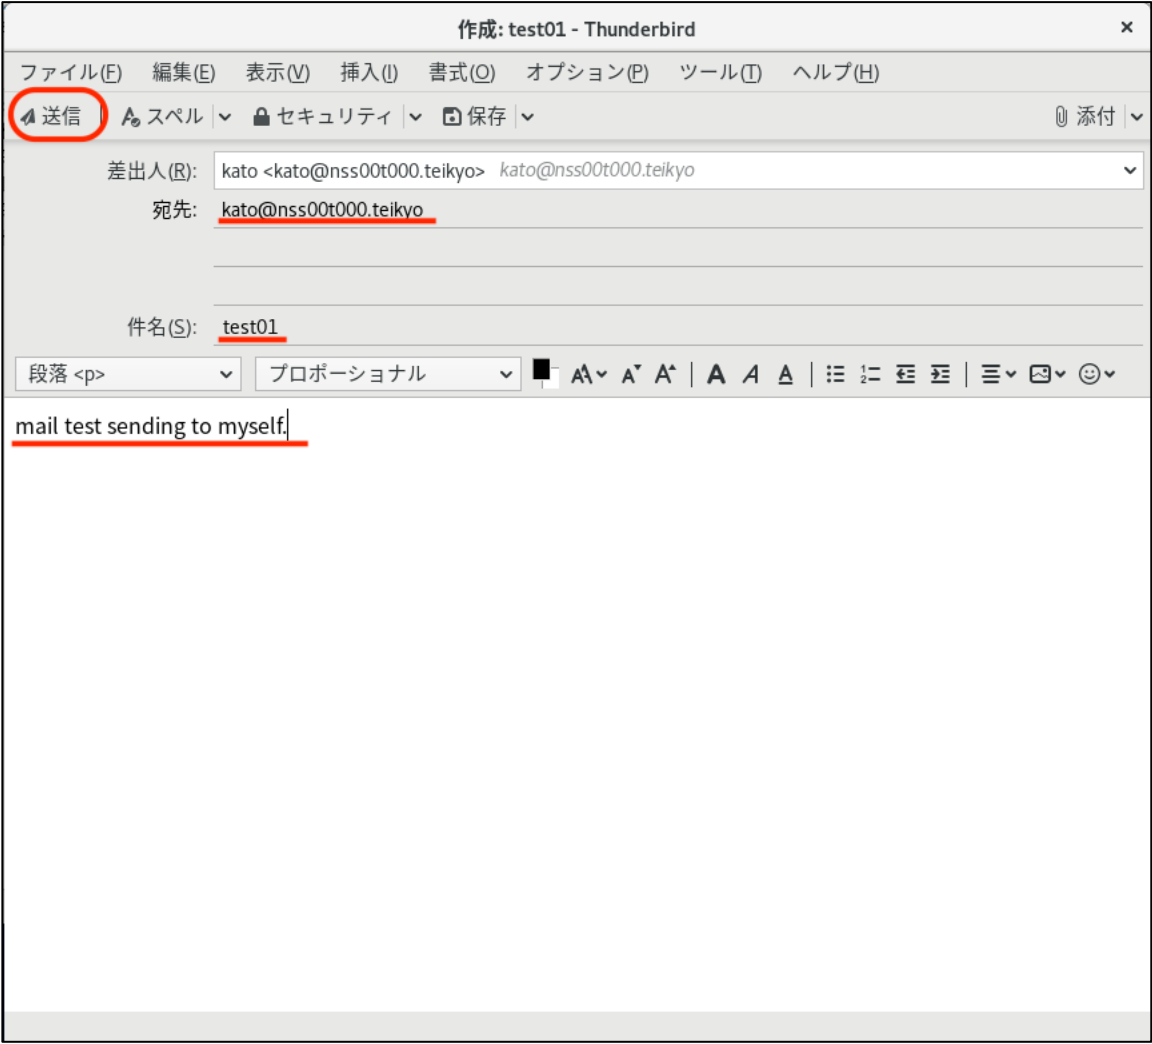 作成: test01 - Thunderbird ×
ファイル(F) 編集(E) 表示(V) 挿入(I) 書式(O) オプション(P) ツール(T) ヘルプ(H)
送信 スペル セキュリティ 保存 添付
差出人(R): kato <kato@nss00t000.teikyo> kato@nss00t000.teikyo
宛先: kato@nss00t000.teikyo
件名(S): test01
段落 <p> プロポーショナル
mail test sending to myself.